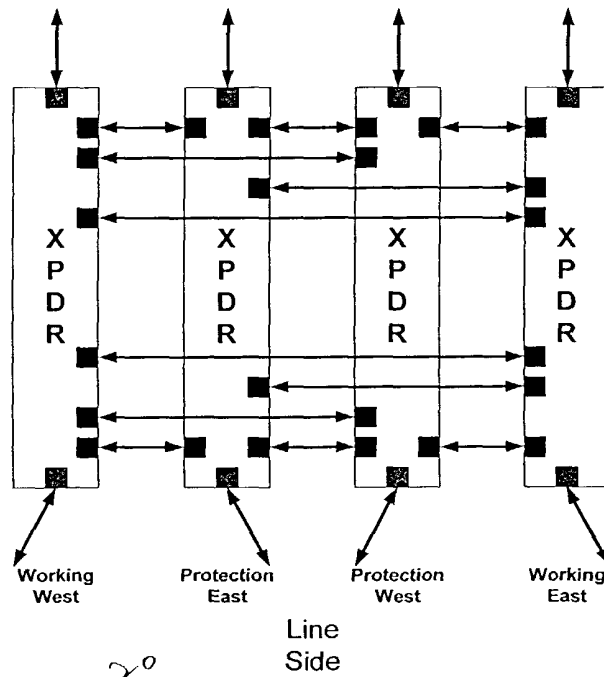 X X X X
P P P P
D D D D
R R R R
Working Protection Protection Working
West East West East
Line
Side